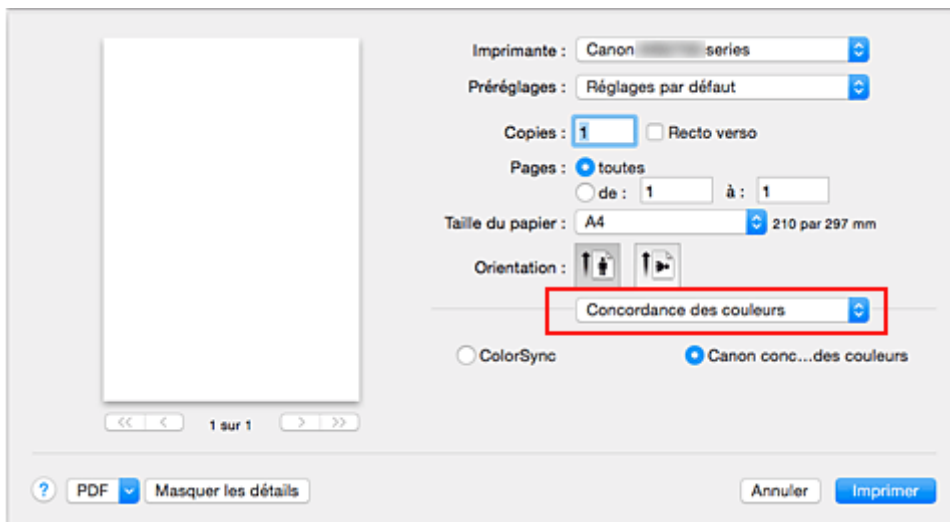 Imprimante : Canon series
Préréglages : Réglages par défaut
Copies : 1 Recto verso
Pages : toutes
de : 1 à : 1
Taille du papier : A4 210 par 297 mm
Orientation :
Concordance des couleurs
ColorSync Canon conc...des couleurs
<< < 1 sur 1 > >>
? PDF Masquer les détails Annuler Imprimer